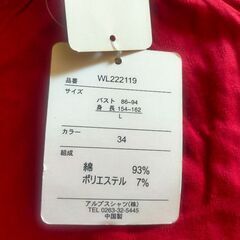 品番 WL222119
サイズ
バスト 86-94
身長 154-162
L
カラー
34
組成
綿 93%
ポリエステル 7%
アルプスシャツ(株)
TEL 0263-32-5445
中国製